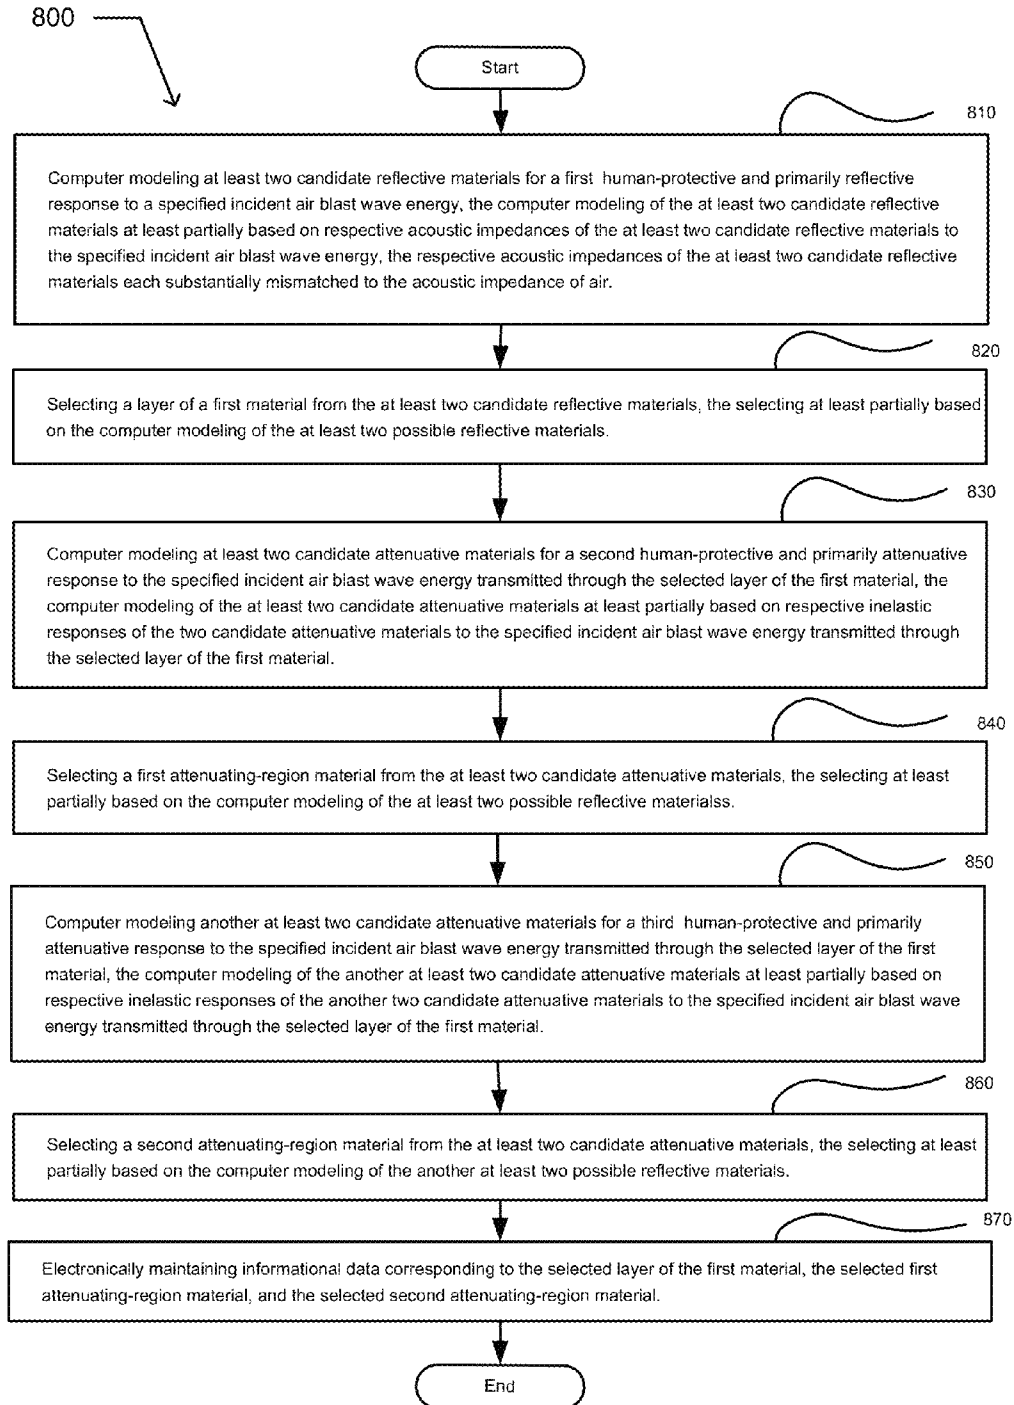 800
Start
810
Computer modeling at least two candidate reflective materials for a first human-protective and primarily reflective
response to a specified incident air blast wave energy, the computer modeling of the at least two candidate reflective
materials at least partially based on respective acoustic impedances of the at least two candidate reflective materials to
the specified incident air blast wave energy, the respective acoustic impedances of the at least two candidate reflective
materials each substantially mismatched to the acoustic impedance of air.
820
Selecting a layer of a first material from the at least two candidate reflective materials, the selecting at least partially based
on the computer modeling of the at least two possible reflective materials.
830
Computer modeling at least two candidate attenuative materials for a second human-protective and primarily attenuative
response to the specified incident air blast wave energy transmitted through the selected layer of the first material, the
computer modeling of the at least two candidate attenuative materials at least partially based on respective inelastic
responses of the two candidate attenuative materials to the specified incident air blast wave energy transmitted through
the selected layer of the first material.
840
Selecting a first attenuating-region material from the at least two candidate attenuative materials, the selecting at least
partially based on the computer modeling of the at least two possible reflective materialss.
850
Computer modeling another at least two candidate attenuative materials for a third human-protective and primarily
attenuative response to the specified incident air blast wave energy transmitted through the selected layer of the first
material, the computer modeling of the another at least two candidate attenuative materials at least partially based on
respective inelastic responses of the another two candidate attenuative materials to the specified incident air blast wave
energy transmitted through the selected layer of the first material.
860
Selecting a second attenuating-region material from the at least two candidate attenuative materials, the selecting at least
partially based on the computer modeling of the another at least two possible reflective materials.
870
Electronically maintaining informational data corresponding to the selected layer of the first material, the selected first
attenuating-region material, and the selected second attenuating-region material.
End